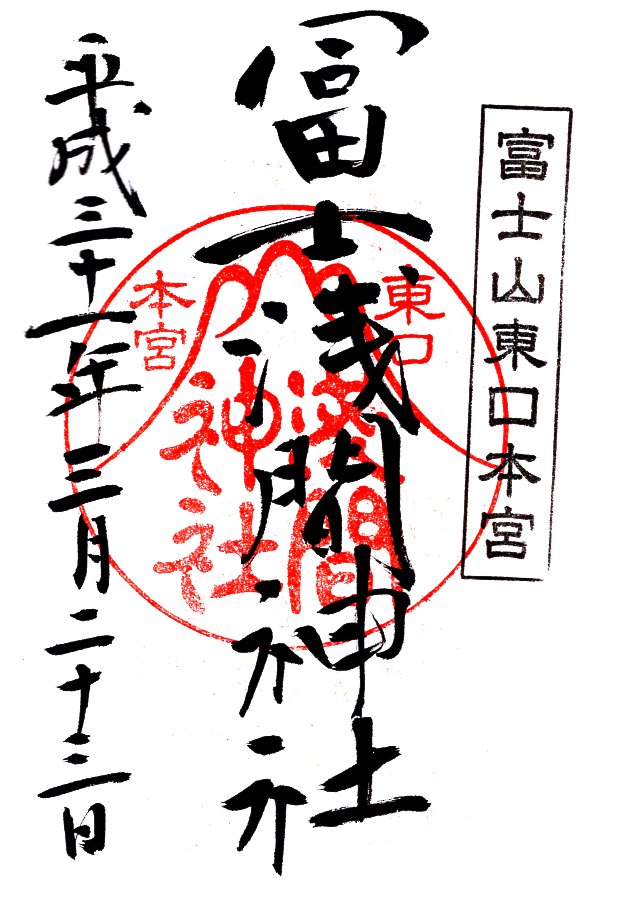 富士山東口本宮
冨士浅間神社
東口
本宮
浅間
神社
平成三十一年三月二十三日